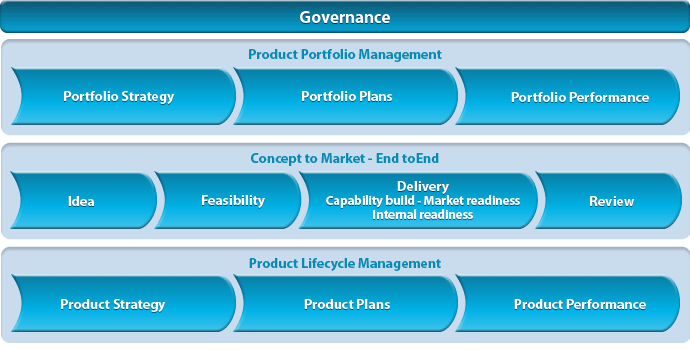 Governance
Product Portfolio Management
Portfolio Strategy
Portfolio Plans
Portfolio Performance
Concept to Market - End toEnd
Idea
Feasibility
Delivery
Capability build - Market readiness
Internal readiness
Review
Product Lifecycle Management
Product Strategy
Product Plans
Product Performance